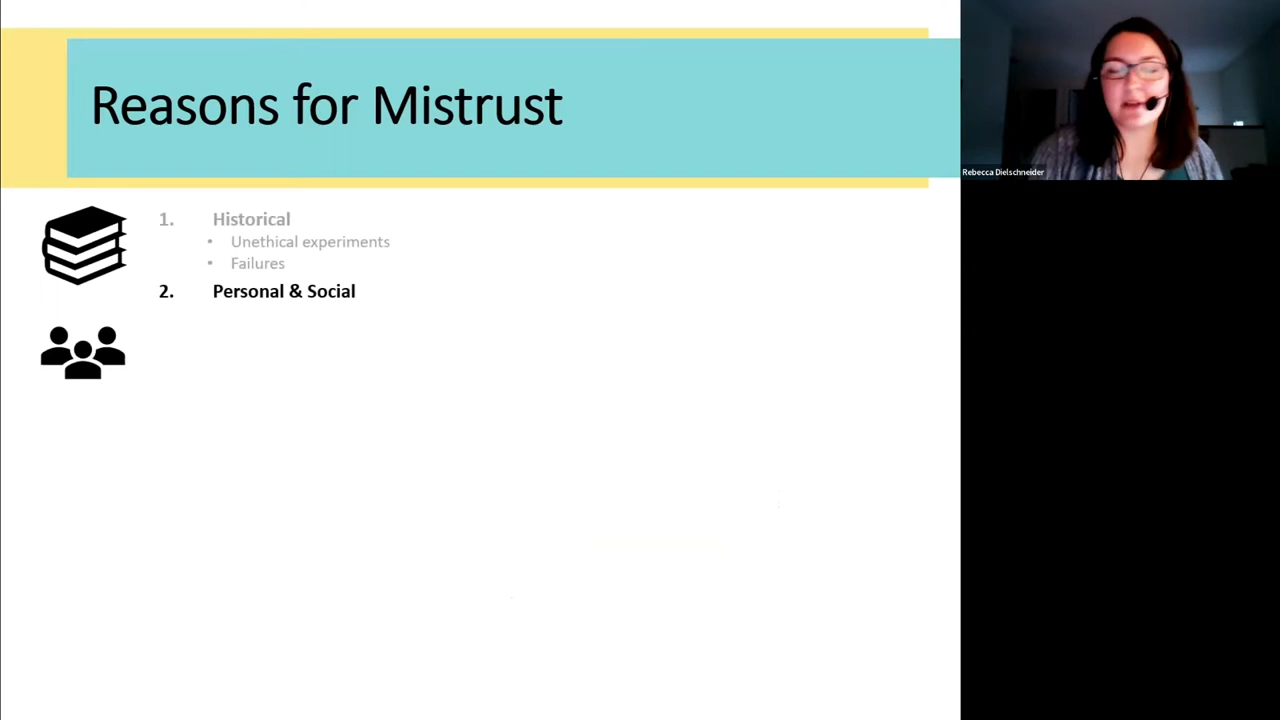 Reasons for Mistrust
Rebecca Dielschneider
1. Historical
• Unethical experiments
• Failures
2. Personal & Social